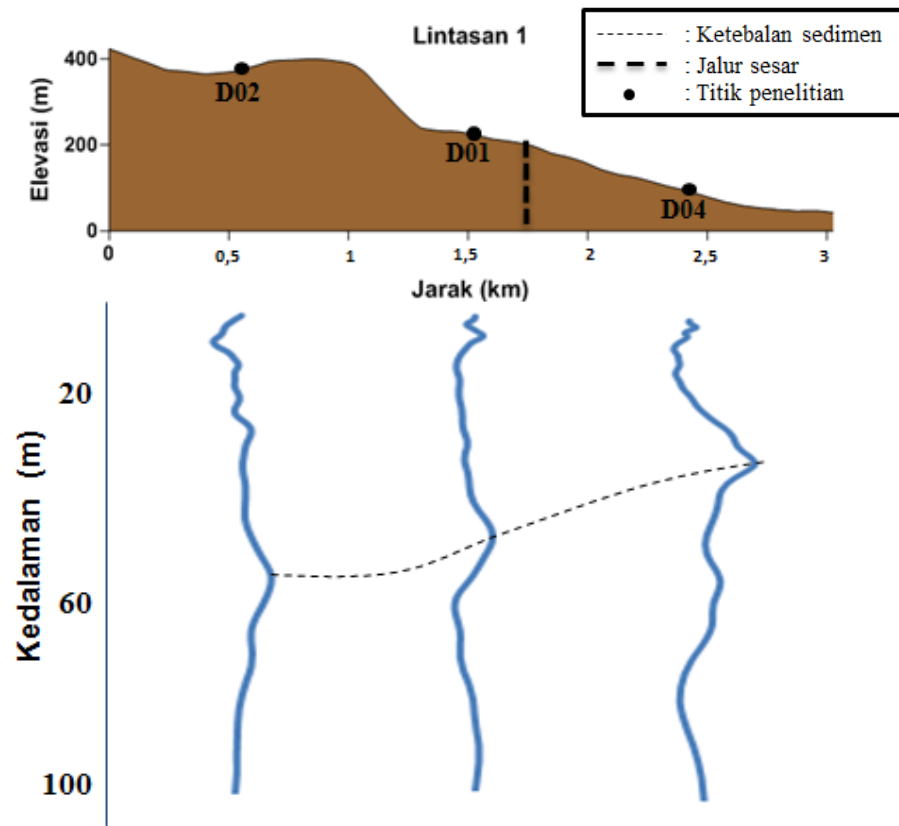 Lintasan 1
: Ketebalan sedimen
: Jalur sesar
: Titik penelitian
Elevasi (m)
400
200
0
D02
D01
D04
0
0,5
1
1,5
2
2,5
3
Jarak (km)
Kedalaman (m)
20
60
100